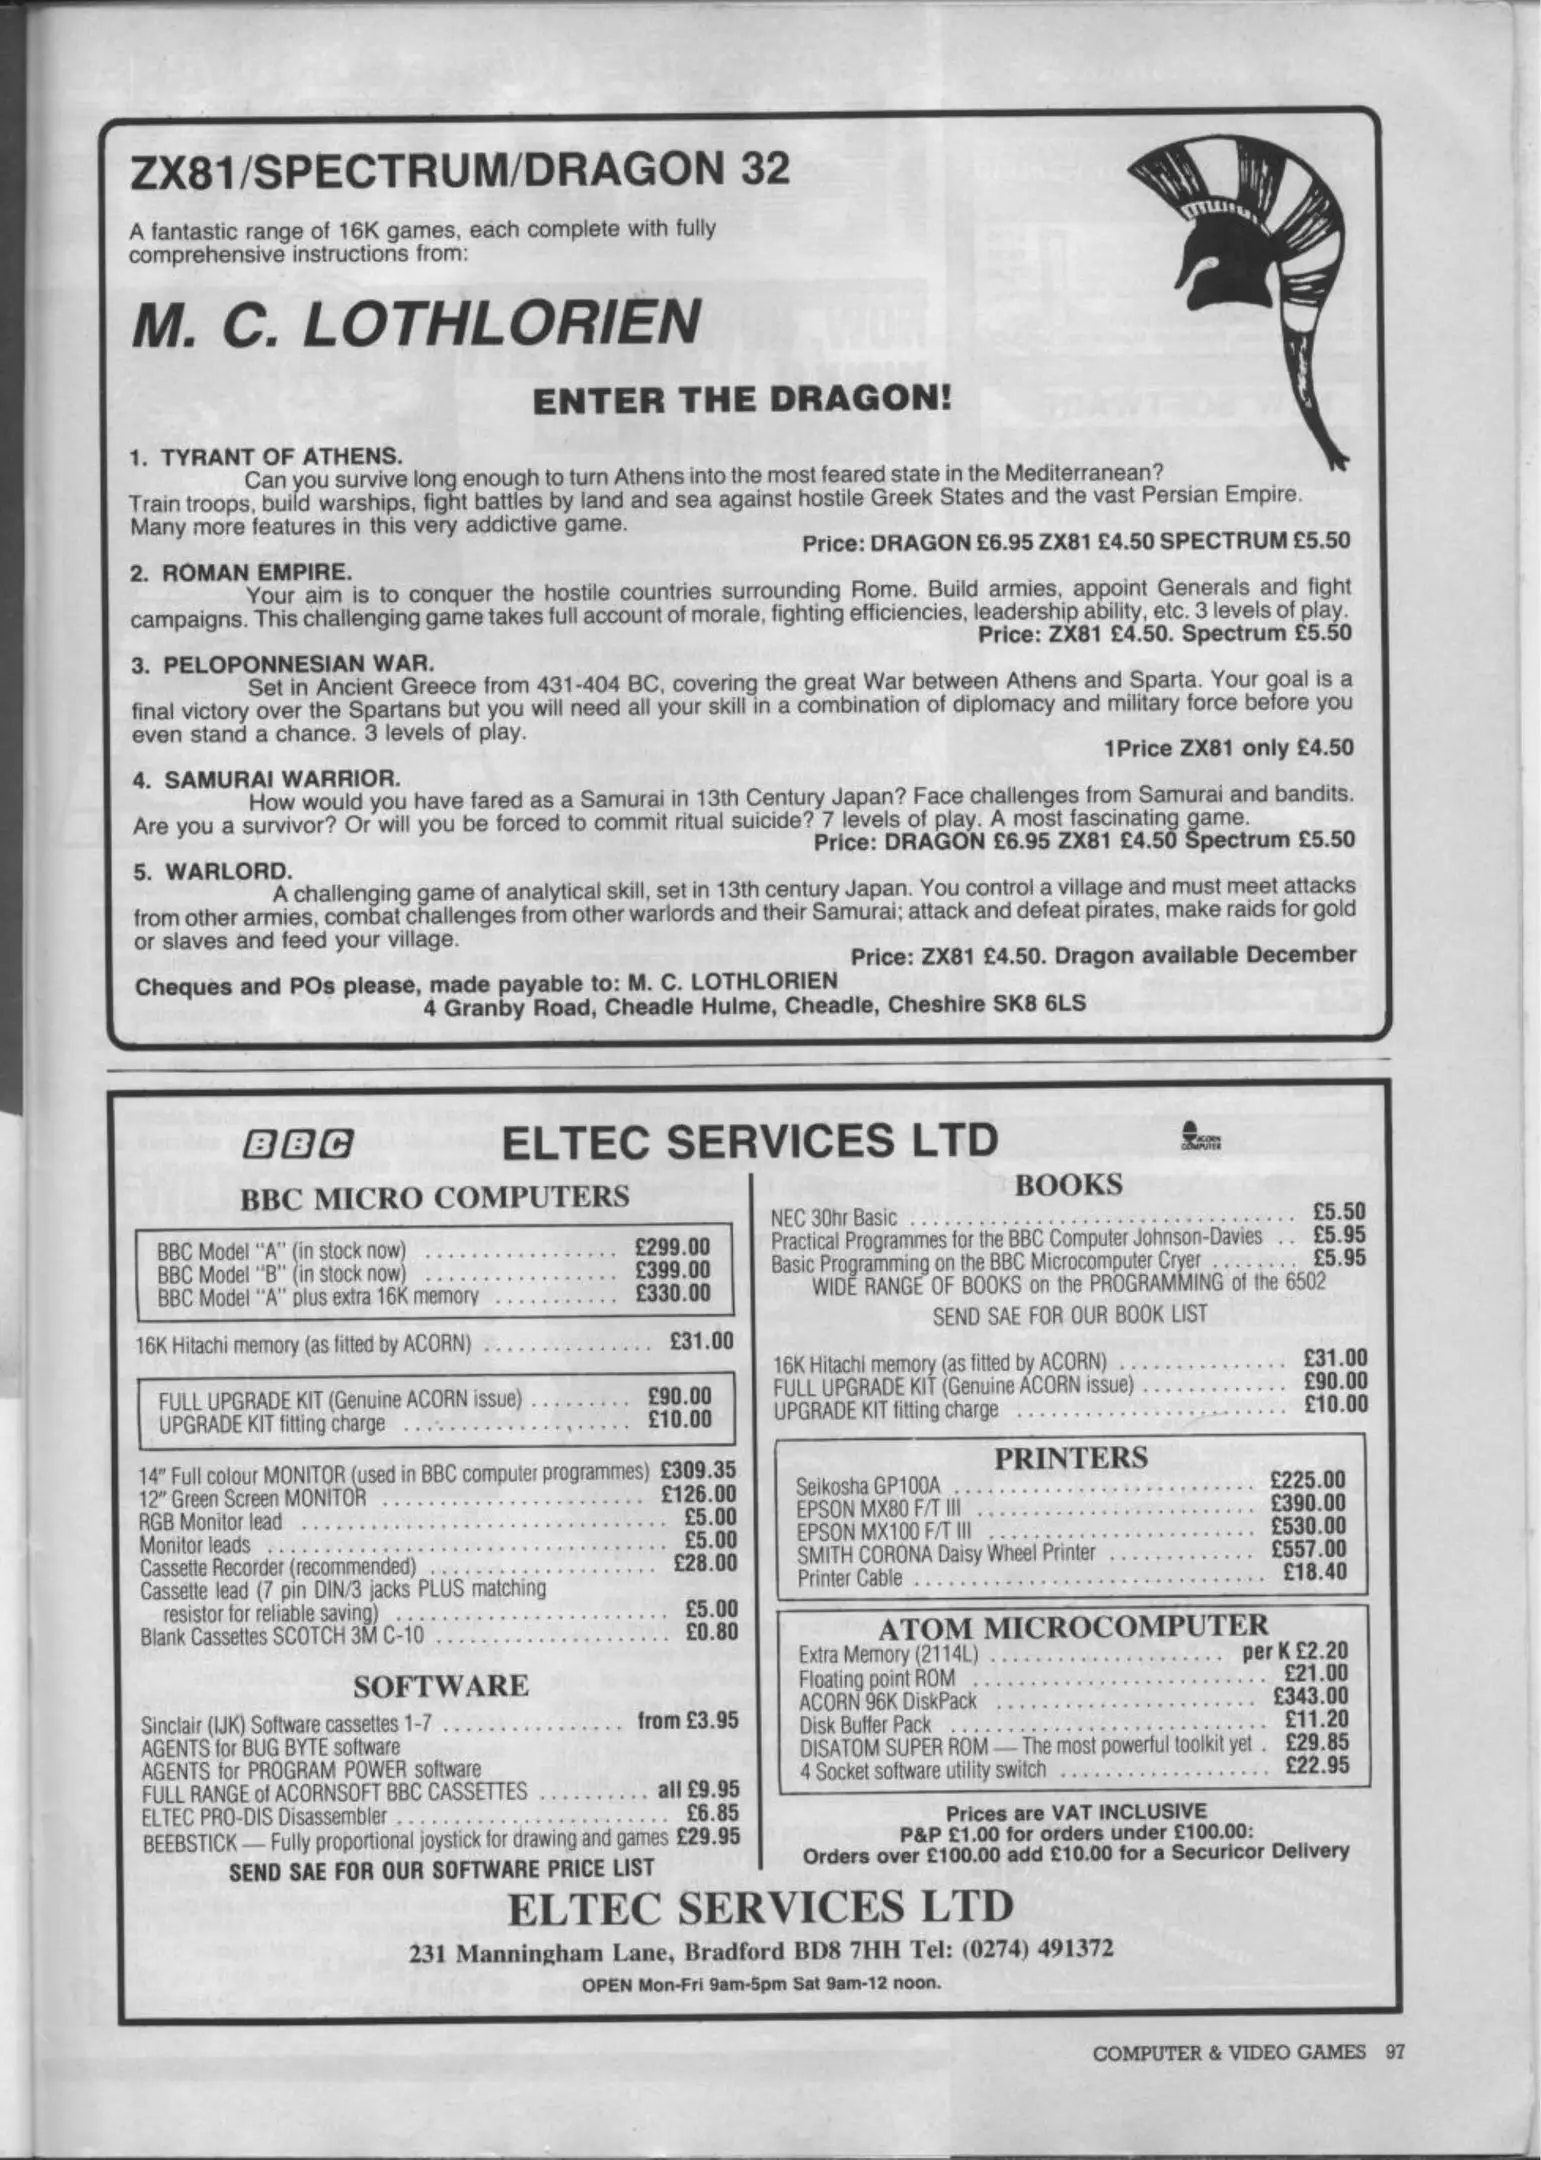 ZX81/SPECTRUM/DRAGON 32
A fantastic range of 16K games, each complete with fully
comprehensive instructions from:
M. C. LOTHLORIEN
ENTER THE DRAGON!
1. TYRANT OF ATHENS.
Can you survive long enough to turn Athens into the most feared state in the Mediterranean?
Train troops, build warships, fight battles by land and sea against hostile Greek States and the vast Persian Empire.
Many more features in this very addictive game.
Price: DRAGON £6.95 ZX81 £4.50 SPECTRUM £5.50
2. ROMAN EMPIRE.
Your aim is to conquer the hostile countries surrounding Rome. Build armies, appoint Generals and fight
campaigns. This challenging game takes full account of morale, fighting efficiencies, leadership ability, etc. 3 levels of play.
Price: ZX81 £4.50. Spectrum £5.50
3. PELOPONNESIAN WAR.
Set in Ancient Greece from 431-404 BC, covering the great War between Athens and Sparta. Your goal is a
final victory over the Spartans but you will need all your skill in a combination of diplomacy and military force before you
even stand a chance. 3 levels of play.
1Price ZX81 only £4.50
4. SAMURAI WARRIOR.
How would you have fared as a Samurai in 13th Century Japan? Face challenges from Samurai and bandits.
Are you a survivor? Or will you be forced to commit ritual suicide? 7 levels of play. A most fascinating game.
Price: DRAGON £6.95 ZX81 £4.50 Spectrum £5.50
5. WARLORD.
A challenging game of analytical skill, set in 13th century Japan. You control a village and must meet attacks
from other armies, combat challenges from other warlords and their Samurai; attack and defeat pirates, make raids for gold
or slaves and feed your village.
Price: ZX81 £4.50. Dragon available December
Cheques and POs please, made payable to: M. C. LOTHLORIEN
4 Granby Road, Cheadle Hulme, Cheadle, Cheshire SK8 6LS
BBC
ELTEC SERVICES LTD
ACORN
COMPUTER
BBC MICRO COMPUTERS
BBC Model "A" (in stock now) .................. £299.00
BBC Model "B" (in stock now) .................. £399.00
BBC Model "A" plus extra 16K memory ........... £330.00
16K Hitachi memory (as fitted by ACORN) ............... £31.00
FULL UPGRADE KIT (Genuine ACORN issue) ......... £90.00
UPGRADE KIT fitting charge .................... £10.00
14" Full colour MONITOR (used in BBC computer programmes) £309.35
12" Green Screen MONITOR ....................... £126.00
RGB Monitor lead ................................ £5.00
Monitor leads ................................... £5.00
Cassette Recorder (recommended) .................... £28.00
Cassette lead (7 pin DIN/3 jacks PLUS matching
resistor for reliable saving) ........................ £5.00
Blank Cassettes SCOTCH 3M C-10 ..................... £0.80
SOFTWARE
Sinclair (IJK) Software cassettes 1-7 ................ from £3.95
AGENTS for BUG BYTE software
AGENTS for PROGRAM POWER software
FULL RANGE of ACORNSOFT BBC CASSETTES .......... all £9.95
ELTEC PRO-DIS Disassembler ........................ £6.85
BEEBSTICK — Fully proportional joystick for drawing and games £29.95
SEND SAE FOR OUR SOFTWARE PRICE LIST
BOOKS
NEC 30hr Basic .................................. £5.50
Practical Programmes for the BBC Computer Johnson-Davies .. £5.95
Basic Programming on the BBC Microcomputer Cryer ........ £5.95
WIDE RANGE OF BOOKS on the PROGRAMMING of the 6502
SEND SAE FOR OUR BOOK LIST
16K Hitachi memory (as fitted by ACORN) ............... £31.00
FULL UPGRADE KIT (Genuine ACORN issue) ............. £90.00
UPGRADE KIT fitting charge ........................ £10.00
PRINTERS
Seikosha GP100A ........................... £225.00
EPSON MX80 F/T III ......................... £390.00
EPSON MX100 F/T III ........................ £530.00
SMITH CORONA Daisy Wheel Printer ............. £557.00
Printer Cable ............................... £18.40
ATOM MICROCOMPUTER
Extra Memory (2114L) ..................... per K £2.20
Floating point ROM .......................... £21.00
ACORN 96K DiskPack ....................... £343.00
Disk Buffer Pack ............................ £11.20
DISATOM SUPER ROM — The most powerful toolkit yet . £29.85
4 Socket software utility switch ................... £22.95
Prices are VAT INCLUSIVE
P&P £1.00 for orders under £100.00:
Orders over £100.00 add £10.00 for a Securicor Delivery
ELTEC SERVICES LTD
231 Manningham Lane, Bradford BD8 7HH Tel: (0274) 491372
OPEN Mon-Fri 9am-5pm Sat 9am-12 noon.
COMPUTER & VIDEO GAMES 97